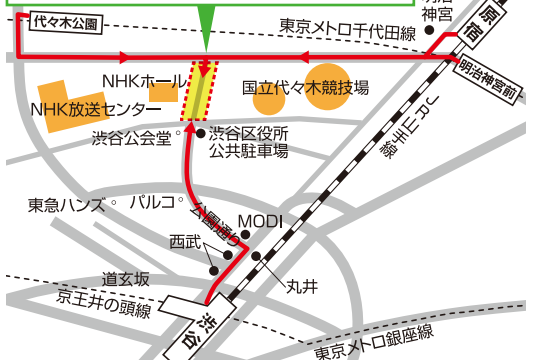 明治
神宮
原宿
代々木公園
東京メトロ千代田線
明治神宮前
NHKホール
国立代々木競技場
NHK放送センター
JR山手線
渋谷公会堂
渋谷区役所
公共駐車場
東急ハンズ
パルコ
公園通り
MODI
西武
丸井
道玄坂
京王井の頭線
渋谷
東京メトロ銀座線